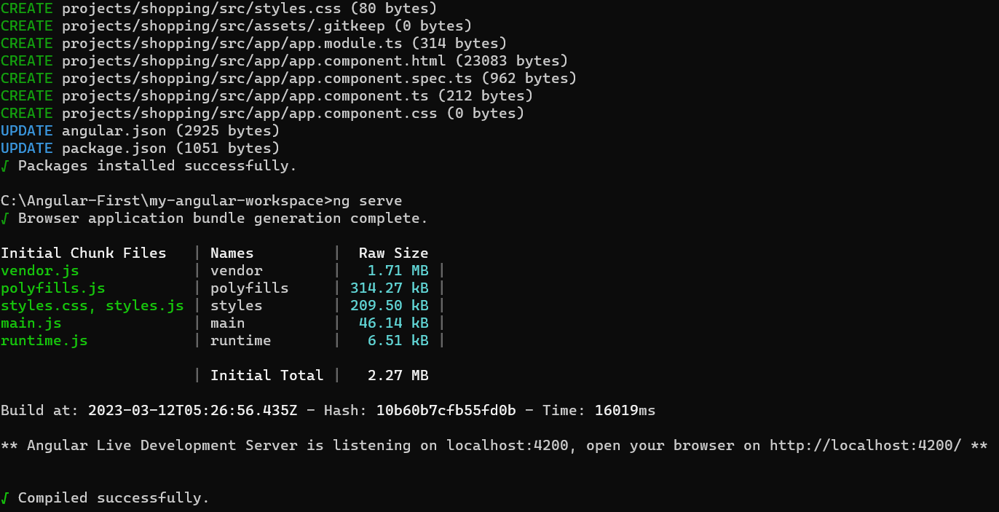 CREATE projects/shopping/src/styles.css (80 bytes)
CREATE projects/shopping/src/assets/.gitkeep (0 bytes)
CREATE projects/shopping/src/app/app.module.ts (314 bytes)
CREATE projects/shopping/src/app/app.component.html (23083 bytes)
CREATE projects/shopping/src/app/app.component.spec.ts (962 bytes)
CREATE projects/shopping/src/app/app.component.ts (212 bytes)
CREATE projects/shopping/src/app/app.component.css (0 bytes)
UPDATE angular.json (2925 bytes)
UPDATE package.json (1051 bytes)
√ Packages installed successfully.
C:\Angular-First\my-angular-workspace>ng serve
√ Browser application bundle generation complete.
Initial Chunk Files | Names | Raw Size
vendor.js | vendor | 1.71 MB |
polyfills.js | polyfills | 314.27 kB |
styles.css, styles.js | styles | 209.50 kB |
main.js | main | 46.14 kB |
runtime.js | runtime | 6.51 kB |
| Initial Total | 2.27 MB
Build at: 2023-03-12T05:26:56.435Z - Hash: 10b60b7cfb55fd0b - Time: 16019ms
** Angular Live Development Server is listening on localhost:4200, open your browser on http://localhost:4200/ **
√ Compiled successfully.